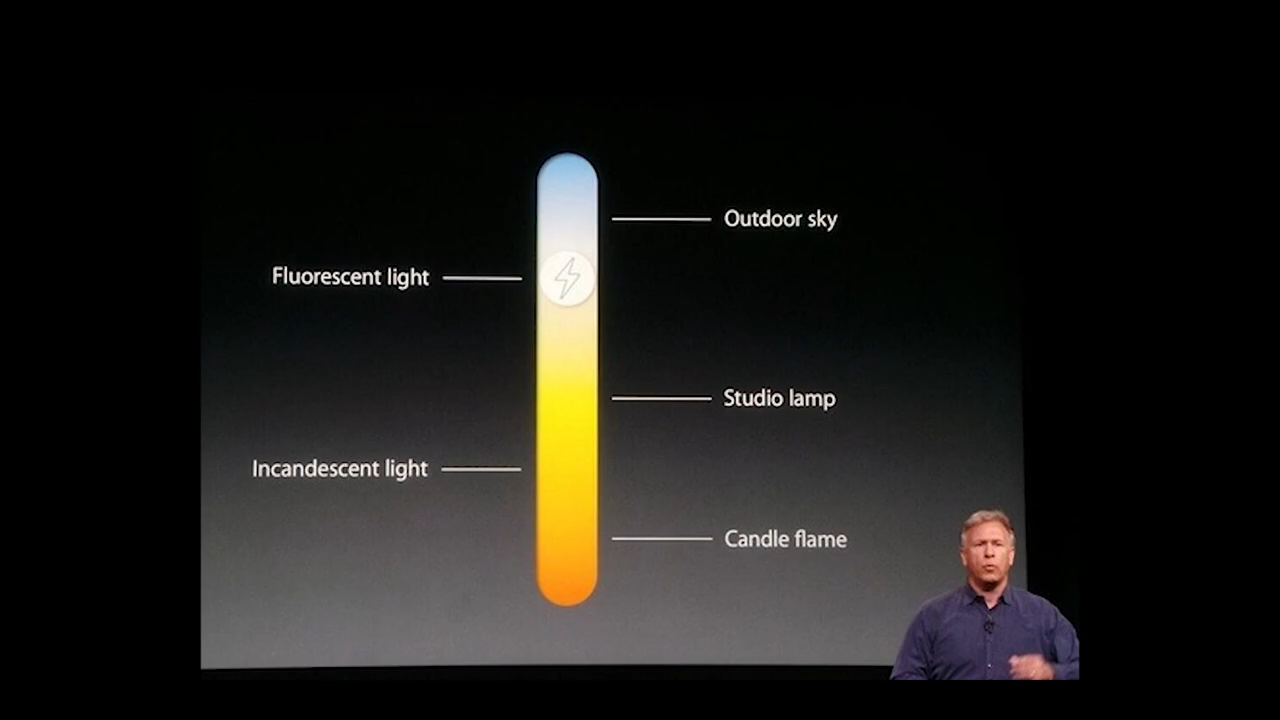 Outdoor sky
Fluorescent light
Studio lamp
Incandescent light
Candle flame